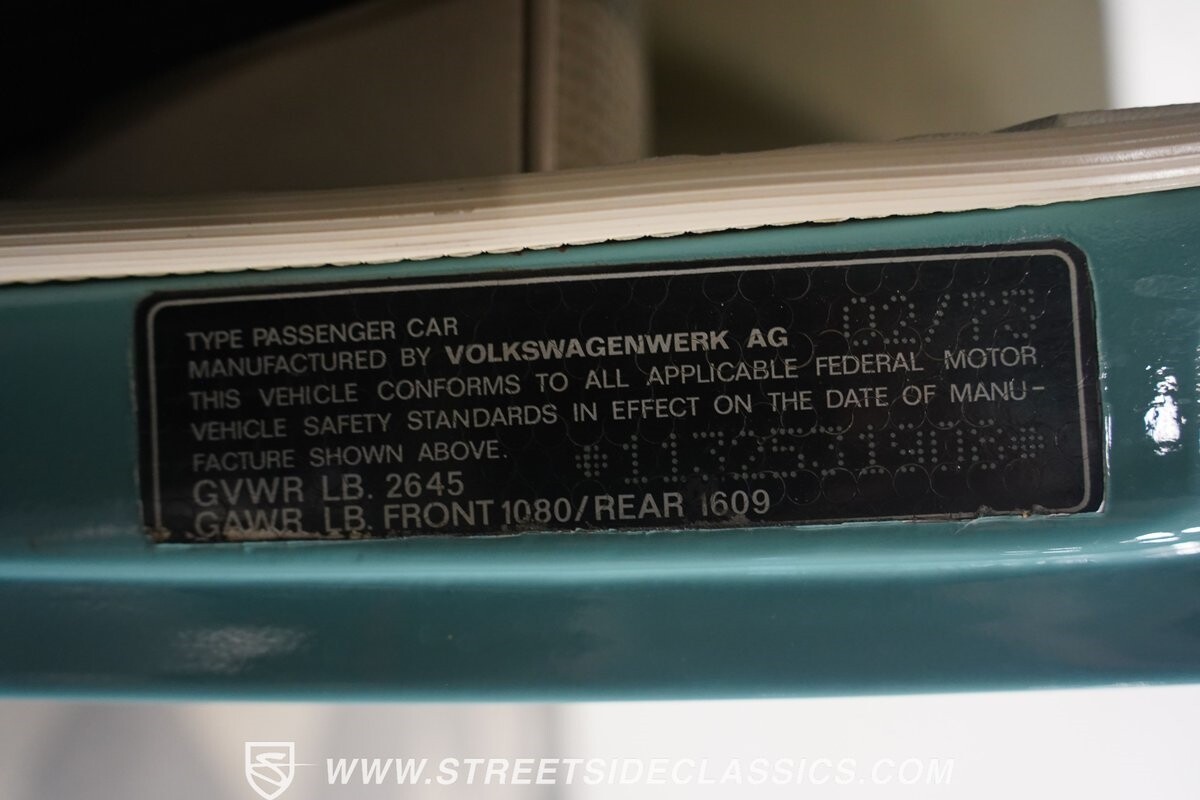 TYPE PASSENGER CAR
MANUFACTURED BY VOLKSWAGENWERK AG 02/73
THIS VEHICLE CONFORMS TO ALL APPLICABLE FEDERAL MOTOR
VEHICLE SAFETY STANDARDS IN EFFECT ON THE DATE OF MANU-
FACTURE SHOWN ABOVE.
GVWR LB. 2645
GAWR LB. FRONT 1080/REAR 1609
WWW.STREETSIDECLASSICS.COM